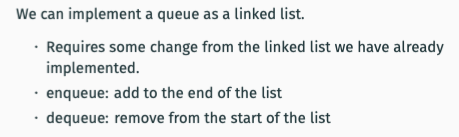 We can implement a queue as a linked list.
· Requires some change from the linked list we have already
implemented.
· enqueue: add to the end of the list
· dequeue: remove from the start of the list